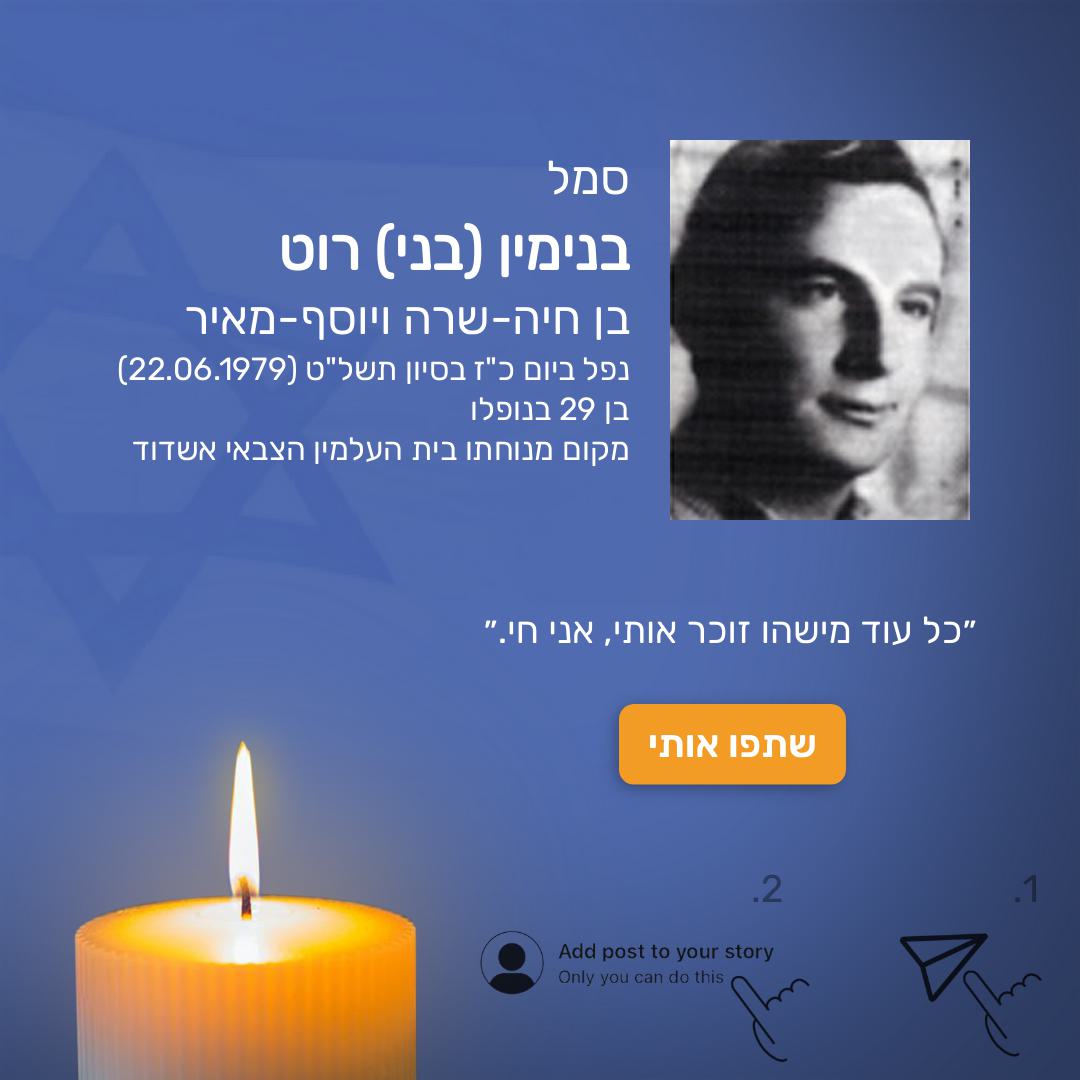 סמל
בנימין (בני) רוט
בן חיה-שרה ויוסף-מאיר
נפל ביום כ"ז בסיון תשל"ט (22.06.1979)
בן 29 בנופלו
מקום מנוחתו בית העלמין הצבאי אשדוד
״כל עוד מישהו זוכר אותי, אני חי.״
שתפו אותי
1.
2.
Add post to your story
Only you can do this